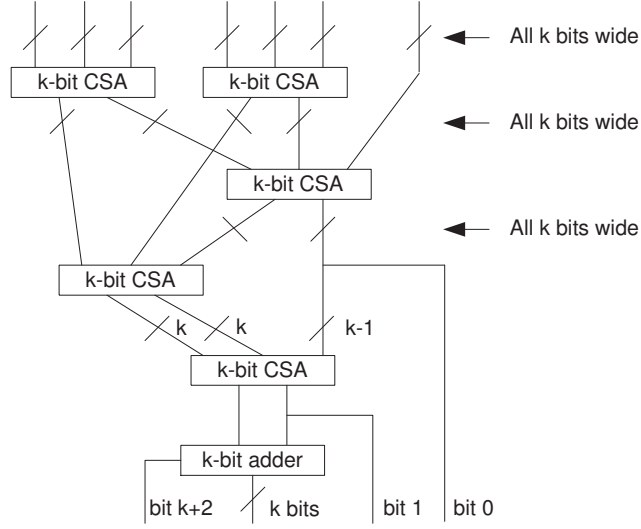 All k bits wide
k-bit CSA
k-bit CSA
All k bits wide
k-bit CSA
All k bits wide
k-bit CSA
k
k
k-1
k-bit CSA
k-bit adder
bit k+2
k bits
bit 1
bit 0